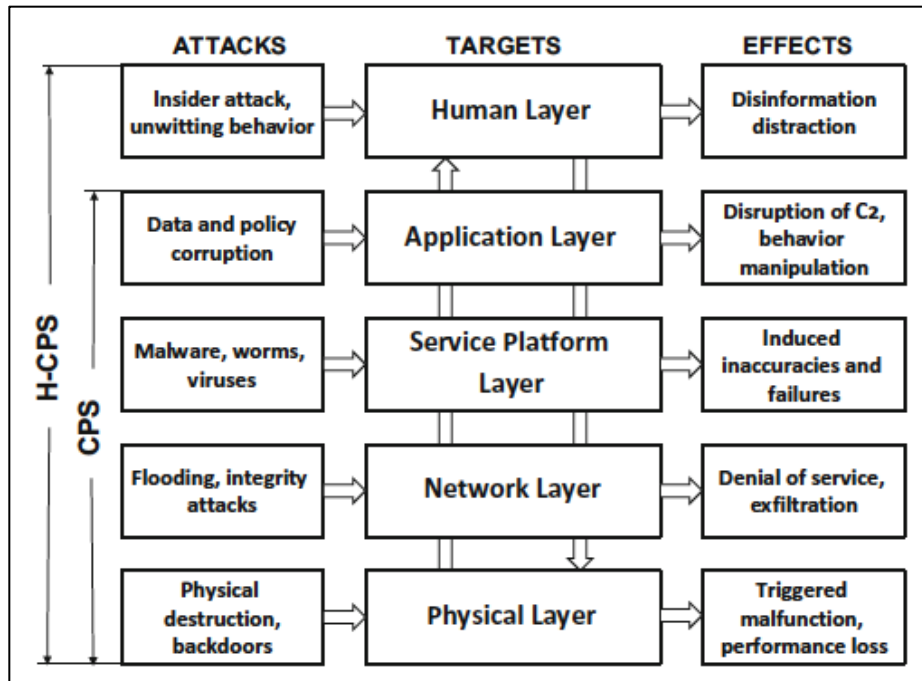 ATTACKS
TARGETS
EFFECTS
Insider attack,
unwitting behavior
Human Layer
Disinformation
distraction
Data and policy
corruption
Application Layer
Disruption of C2,
behavior
manipulation
Malware, worms,
viruses
Service Platform
Layer
Induced
inaccuracies and
failures
Flooding, integrity
attacks
Network Layer
Denial of service,
exfiltration
Physical
destruction,
backdoors
Physical Layer
Triggered
malfunction,
performance loss
H-CPS
CPS